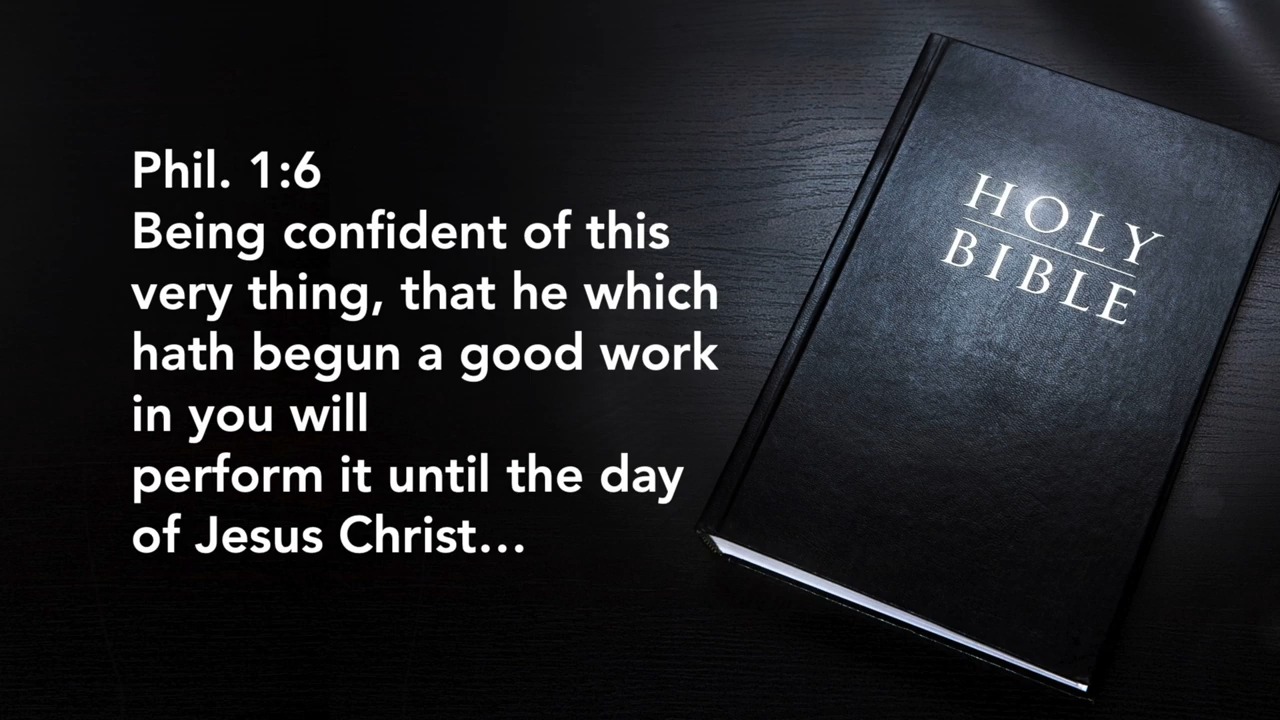 Phil. 1:6
Being confident of this
very thing, that he which
hath begun a good work
in you will
perform it until the day
of Jesus Christ...
HOLY
BIBLE